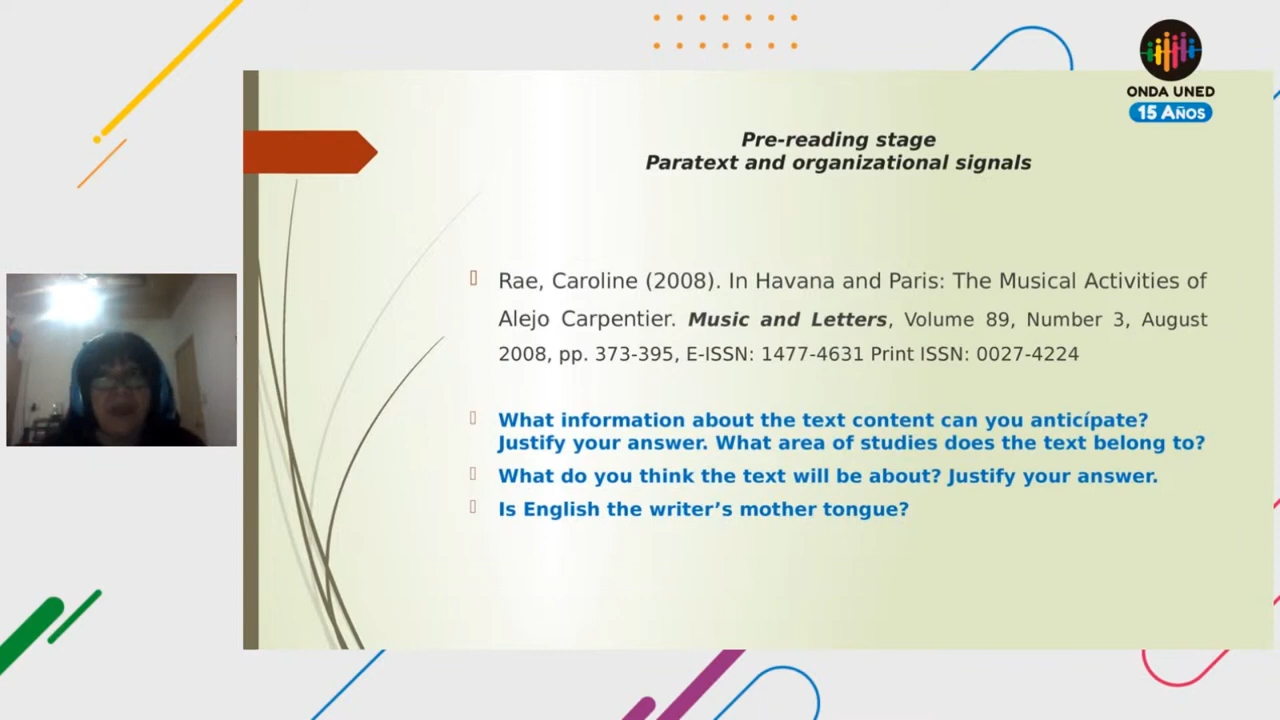 ONDA UNED
15 AÑOS
Pre-reading stage
Paratext and organizational signals
Rae, Caroline (2008). In Havana and Paris: The Musical Activities of
Alejo Carpentier. Music and Letters, Volume 89, Number 3, August
2008, pp. 373-395, E-ISSN: 1477-4631 Print ISSN: 0027-4224
What information about the text content can you anticípate?
Justify your answer. What area of studies does the text belong to?
What do you think the text will be about? Justify your answer.
Is English the writer’s mother tongue?